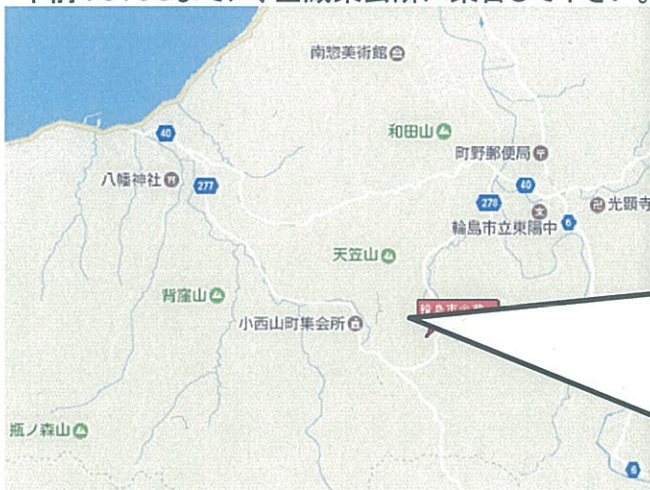 南惣美術館
和田山
町野郵便局
40
八幡神社
277
40
278
輪島市立東陽中
6
光顕寺
天笠山
背窪山
小西山町集会所
瓶ノ森山
6